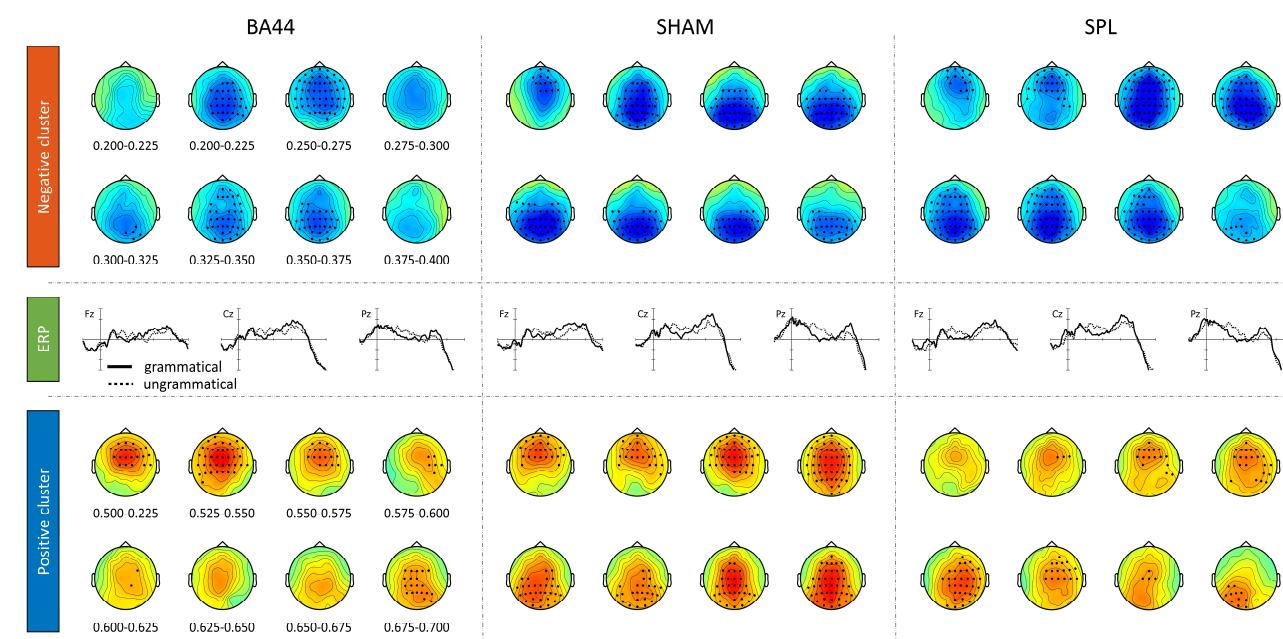 BA44 SHAM SPL
Negative cluster
0.200-0.225 0.200-0.225 0.250-0.275 0.275-0.300
0.300-0.325 0.325-0.350 0.350-0.375 0.375-0.400
ERP
Fz Cz Pz Fz Cz Pz Fz Cz Pz
grammatical
ungrammatical
Positive cluster
0.500-0.225 0.525-0.550 0.550-0.575 0.575-0.600
0.600-0.625 0.625-0.650 0.650-0.675 0.675-0.700